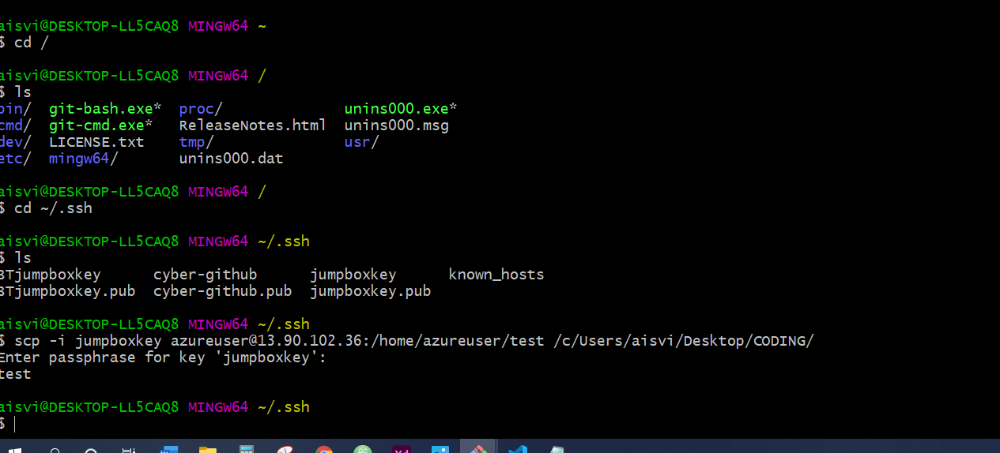 aisvi@DESKTOP-LL5CAQ8 MINGW64 ~
$ cd /
aisvi@DESKTOP-LL5CAQ8 MINGW64 /
$ ls
bin/ git-bash.exe* proc/ unins000.exe*
cmd/ git-cmd.exe* ReleaseNotes.html unins000.msg
dev/ LICENSE.txt tmp/ usr/
etc/ mingw64/ unins000.dat
aisvi@DESKTOP-LL5CAQ8 MINGW64 /
$ cd ~/.ssh
aisvi@DESKTOP-LL5CAQ8 MINGW64 ~/.ssh
$ ls
BTjumpboxkey cyber-github jumpboxkey known_hosts
BTjumpboxkey.pub cyber-github.pub jumpboxkey.pub
aisvi@DESKTOP-LL5CAQ8 MINGW64 ~/.ssh
$ scp -i jumpboxkey azureuser@13.90.102.36:/home/azureuser/test /c/Users/aisvi/Desktop/CODING/
Enter passphrase for key 'jumpboxkey':
test
aisvi@DESKTOP-LL5CAQ8 MINGW64 ~/.ssh
$